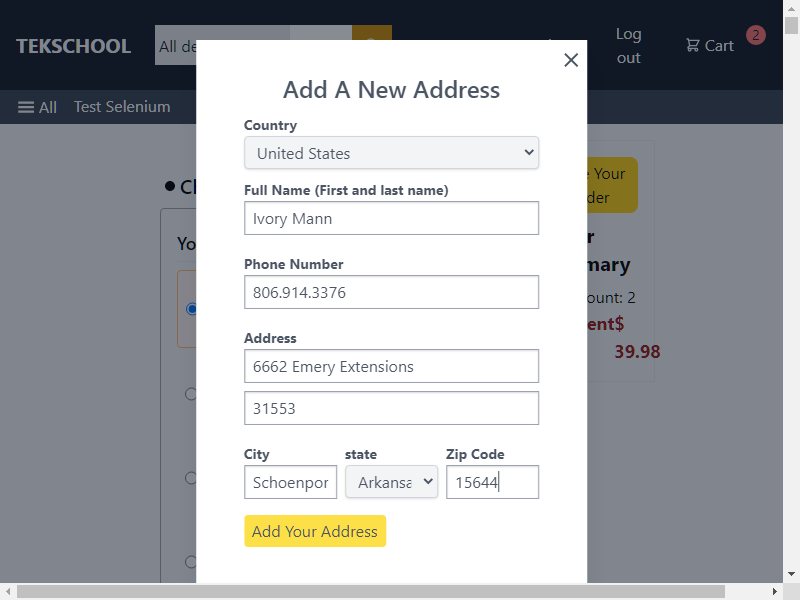 TEKSCHOOL
All de
Log out
Cart 2
All Test Selenium
Add A New Address
Country
United States
Full Name (First and last name)
Ivory Mann
Phone Number
806.914.3376
Address
6662 Emery Extensions
31553
City state Zip Code
Schoenpor Arkansa 15644
Add Your Address
Yo
Your
der
r
mary
ount: 2
ent$
39.98